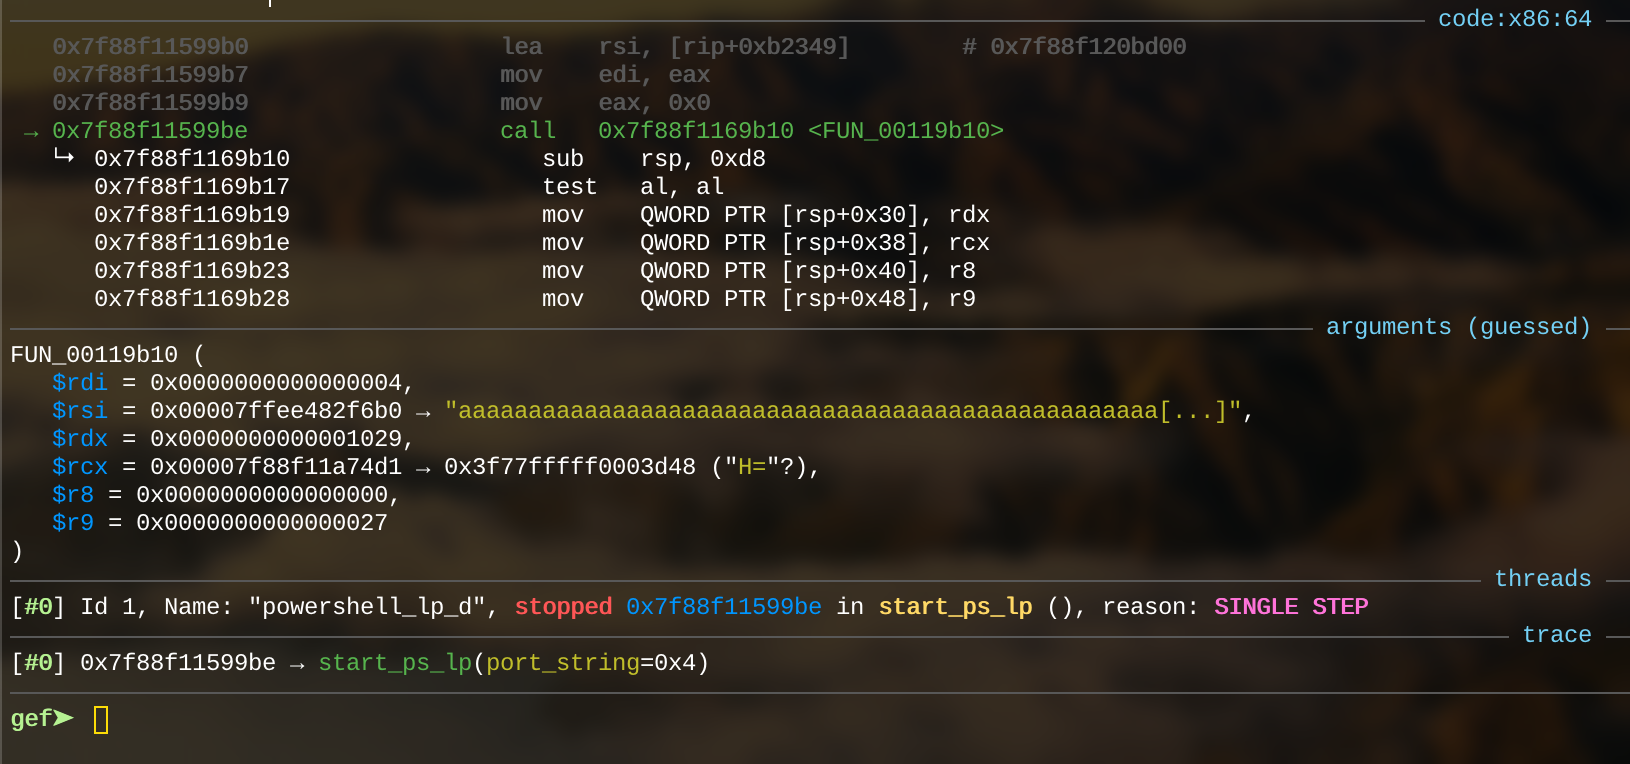 code:x86:64
0x7f88f11599b0 lea rsi, [rip+0xb2349] # 0x7f88f120bd00
0x7f88f11599b7 mov edi, eax
0x7f88f11599b9 mov eax, 0x0
→ 0x7f88f11599be call 0x7f88f1169b10 <FUN_00119b10>
↳ 0x7f88f1169b10 sub rsp, 0xd8
0x7f88f1169b17 test al, al
0x7f88f1169b19 mov QWORD PTR [rsp+0x30], rdx
0x7f88f1169b1e mov QWORD PTR [rsp+0x38], rcx
0x7f88f1169b23 mov QWORD PTR [rsp+0x40], r8
0x7f88f1169b28 mov QWORD PTR [rsp+0x48], r9
arguments (guessed)
FUN_00119b10 (
$rdi = 0x0000000000000004,
$rsi = 0x00007ffee482f6b0 → "aaaaaaaaaaaaaaaaaaaaaaaaaaaaaaaaaaaaaaaaaaaaaaaaaa[...]",
$rdx = 0x0000000000001029,
$rcx = 0x00007f88f11a74d1 → 0x3f77fffff0003d48 ("H="?),
$r8 = 0x0000000000000000,
$r9 = 0x0000000000000027
)
threads
[#0] Id 1, Name: "powershell_lp_d", stopped 0x7f88f11599be in start_ps_lp (), reason: SINGLE STEP
trace
[#0] 0x7f88f11599be → start_ps_lp(port_string=0x4)
gef➤